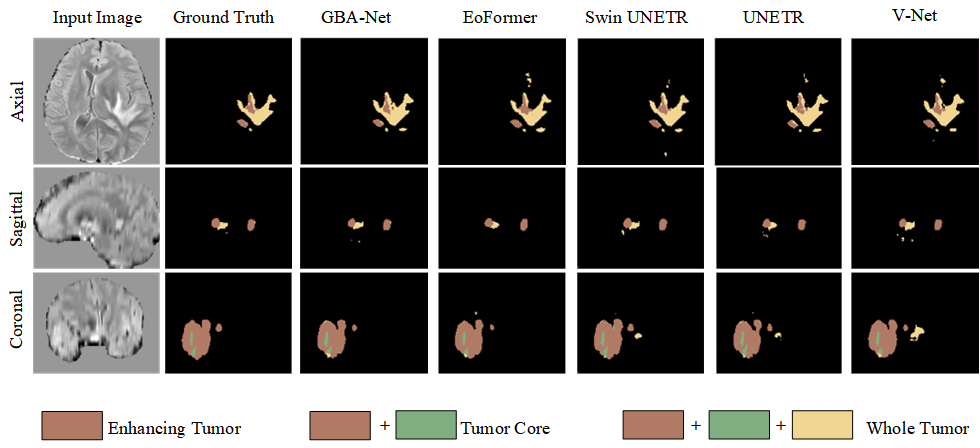 Input Image Ground Truth GBA-Net EoFormer Swin UNETR UNETR V-Net
Axial
Sagittal
Coronal
Enhancing Tumor + Tumor Core + + Whole Tumor